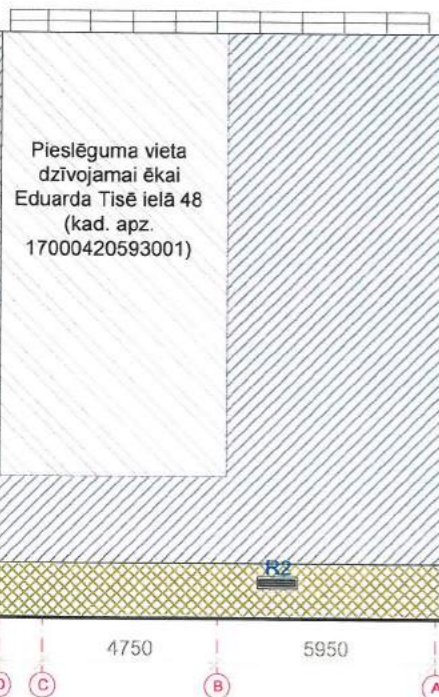 Pieslēguma vieta
dzīvojamai ēkai
Eduarda Tisē ielā 48
(kad. apz.
17000420593001)
R2
4750 5950
D C B A